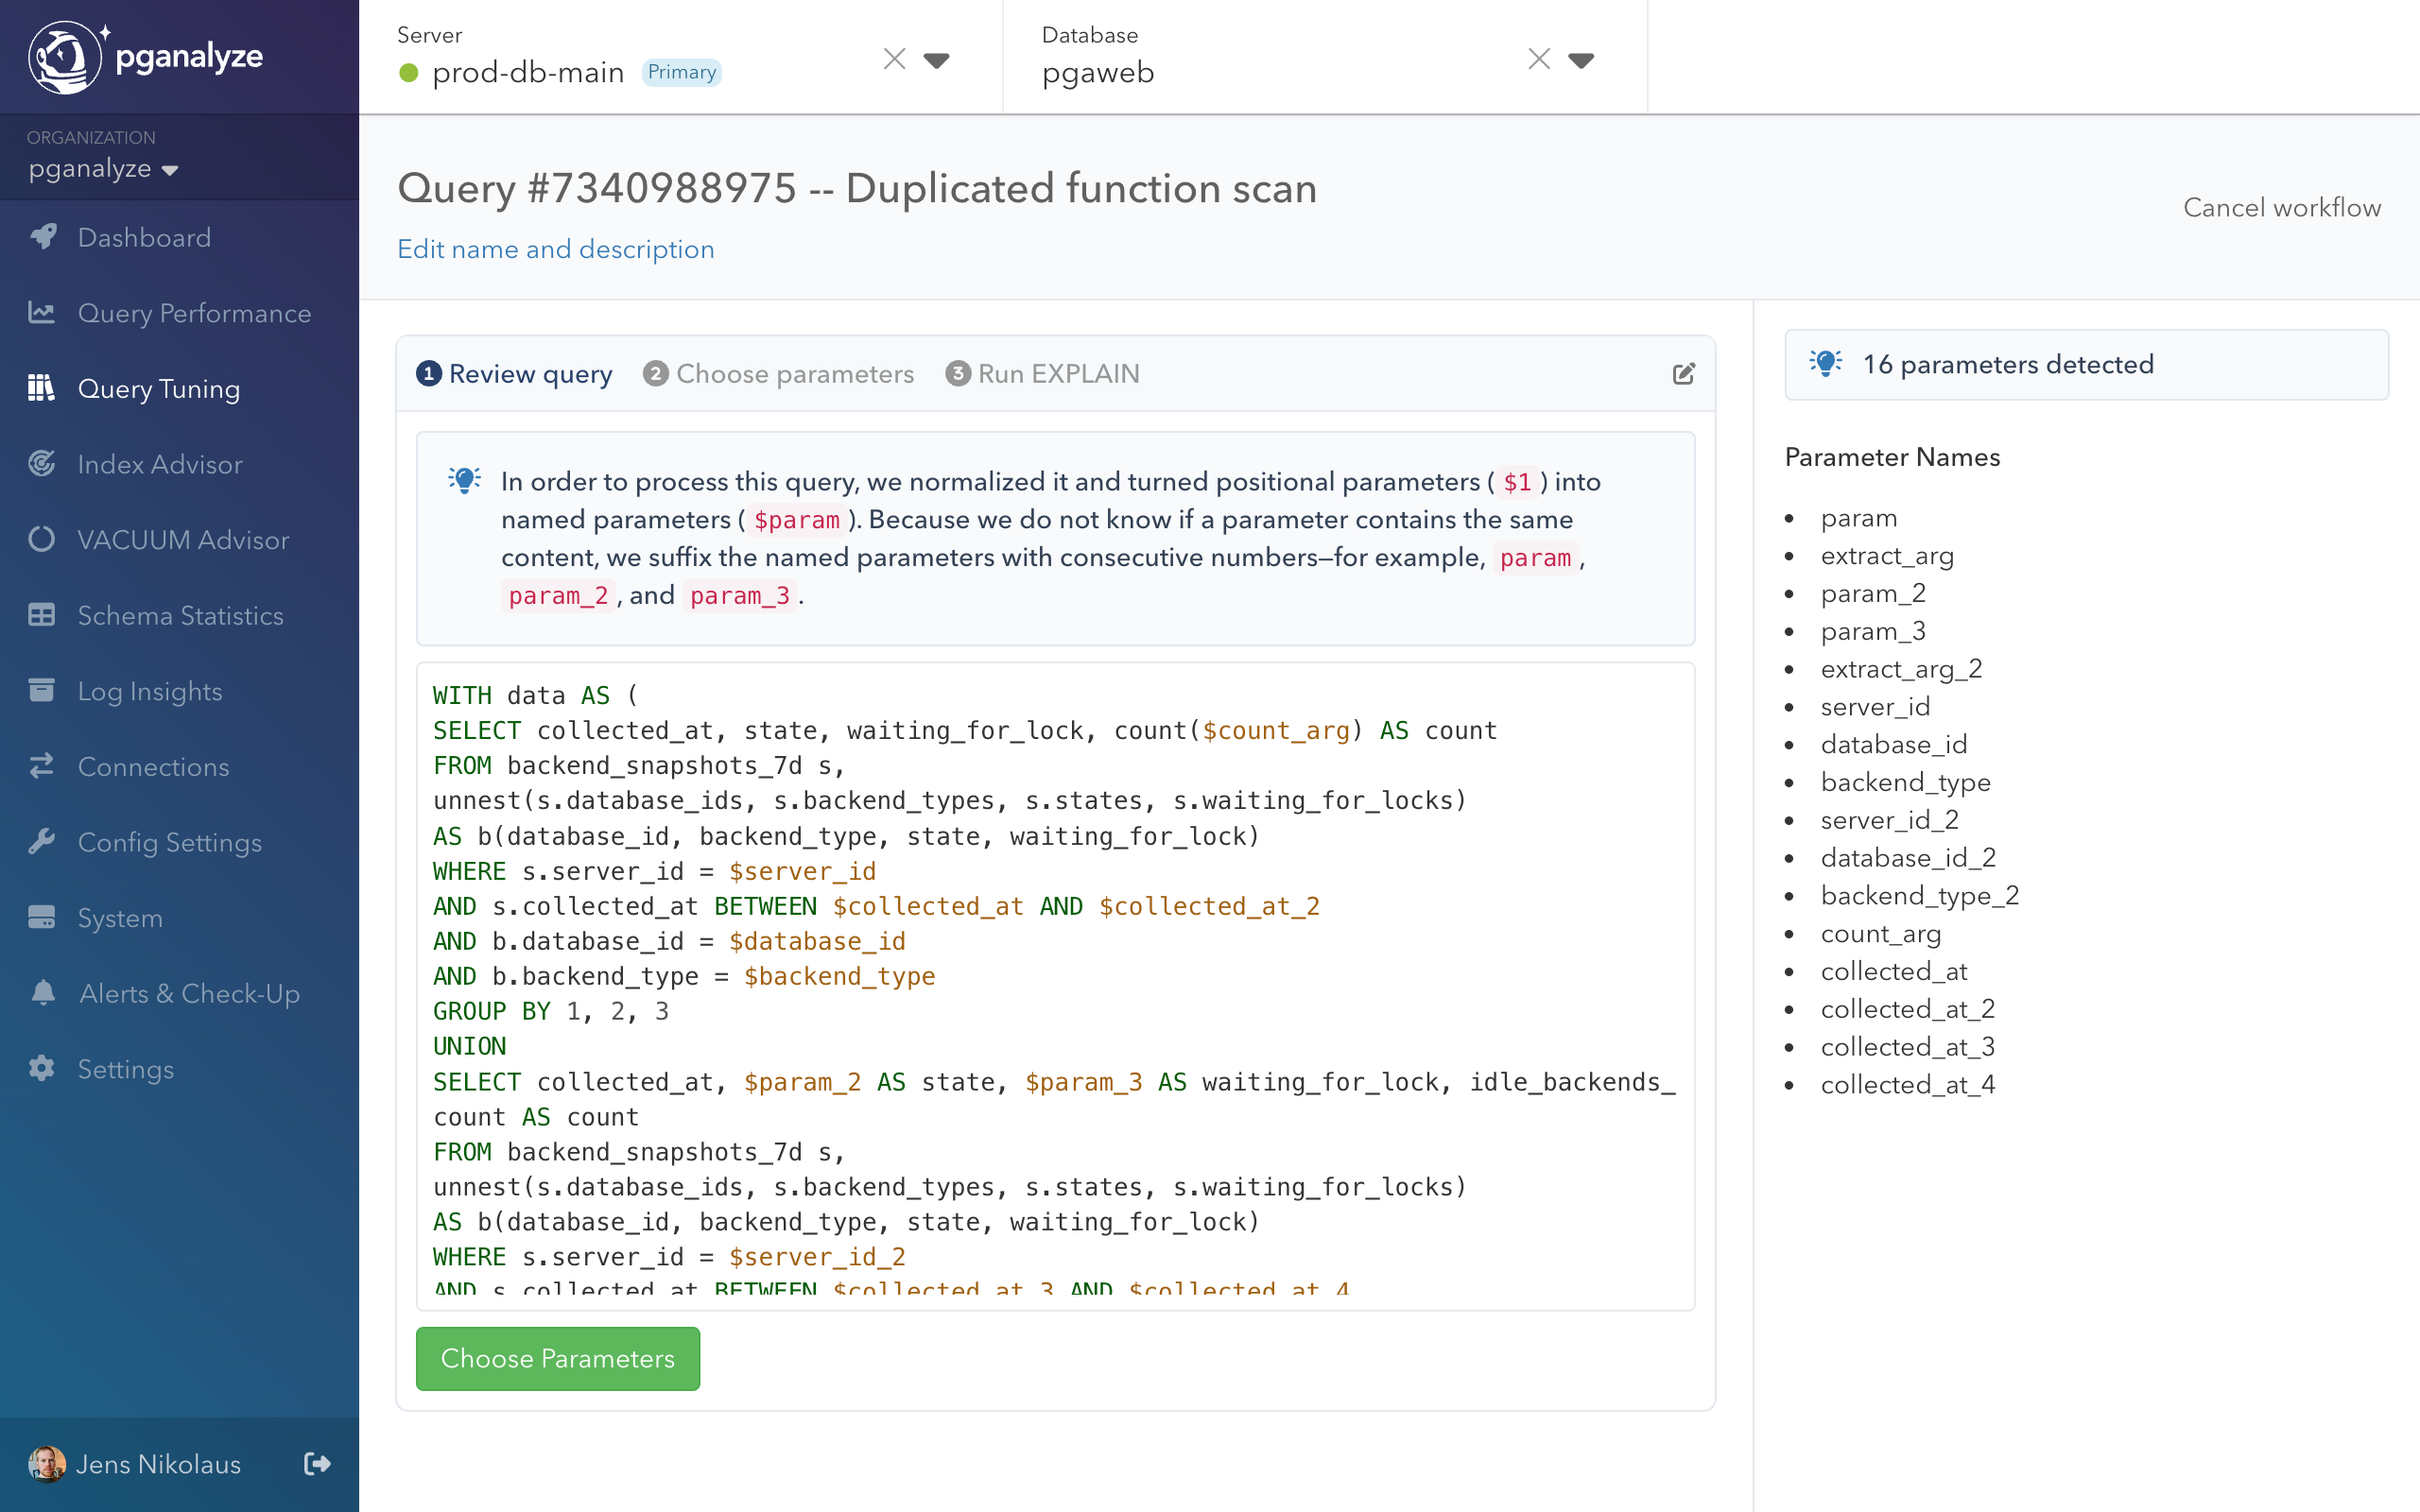 pganalyze
ORGANIZATION
pganalyze
Dashboard
Query Performance
Query Tuning
Index Advisor
VACUUM Advisor
Schema Statistics
Log Insights
Connections
Config Settings
System
Alerts & Check-Up
Settings
Jens Nikolaus
Server
prod-db-main Primary
Database
pgaweb
Query #7340988975 -- Duplicated function scan
Edit name and description
Cancel workflow
1 Review query 2 Choose parameters 3 Run EXPLAIN
In order to process this query, we normalized it and turned positional parameters ( $1 ) into
named parameters ( $param ). Because we do not know if a parameter contains the same
content, we suffix the named parameters with consecutive numbers—for example, param ,
param_2 , and param_3 .
WITH data AS (
SELECT collected_at, state, waiting_for_lock, count($count_arg) AS count
FROM backend_snapshots_7d s,
unnest(s.database_ids, s.backend_types, s.states, s.waiting_for_locks)
AS b(database_id, backend_type, state, waiting_for_lock)
WHERE s.server_id = $server_id
AND s.collected_at BETWEEN $collected_at AND $collected_at_2
AND b.database_id = $database_id
AND b.backend_type = $backend_type
GROUP BY 1, 2, 3
UNION
SELECT collected_at, $param_2 AS state, $param_3 AS waiting_for_lock, idle_backends_
count AS count
FROM backend_snapshots_7d s,
unnest(s.database_ids, s.backend_types, s.states, s.waiting_for_locks)
AS b(database_id, backend_type, state, waiting_for_lock)
WHERE s.server_id = $server_id_2
AND s.collected_at BETWEEN $collected_at_3 AND $collected_at_4
Choose Parameters
16 parameters detected
Parameter Names
param
extract_arg
param_2
param_3
extract_arg_2
server_id
database_id
backend_type
server_id_2
database_id_2
backend_type_2
count_arg
collected_at
collected_at_2
collected_at_3
collected_at_4